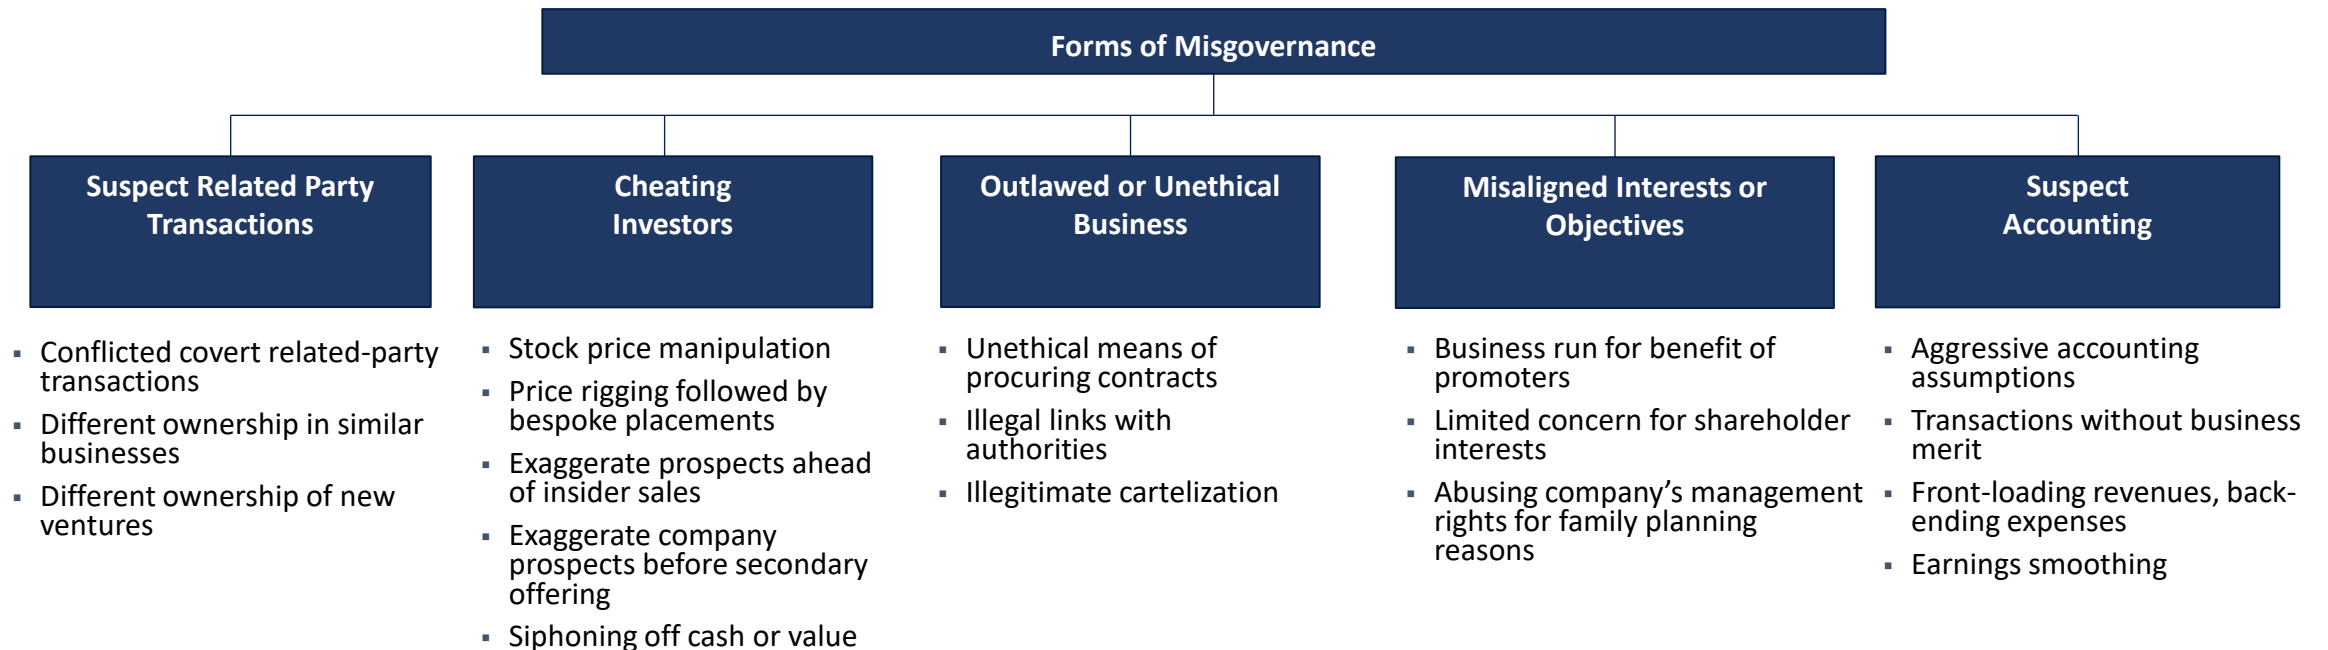 Forms of Misgovernance
Suspect Related Party
Transactions
▪ Conflicted covert related-party
transactions
▪ Different ownership in similar
businesses
▪ Different ownership of new
ventures
Cheating
Investors
▪ Stock price manipulation
▪ Price rigging followed by
bespoke placements
▪ Exaggerate prospects ahead
of insider sales
▪ Exaggerate company
prospects before secondary
offering
▪ Siphoning off cash or value
Outlawed or Unethical
Business
▪ Unethical means of
procuring contracts
▪ Illegal links with
authorities
▪ Illegitimate cartelization
Misaligned Interests or
Objectives
▪ Business run for benefit of
promoters
▪ Limited concern for shareholder
interests
▪ Abusing company’s management
rights for family planning
reasons
Suspect
Accounting
▪ Aggressive accounting
assumptions
▪ Transactions without business
merit
▪ Front-loading revenues, back-
ending expenses
▪ Earnings smoothing